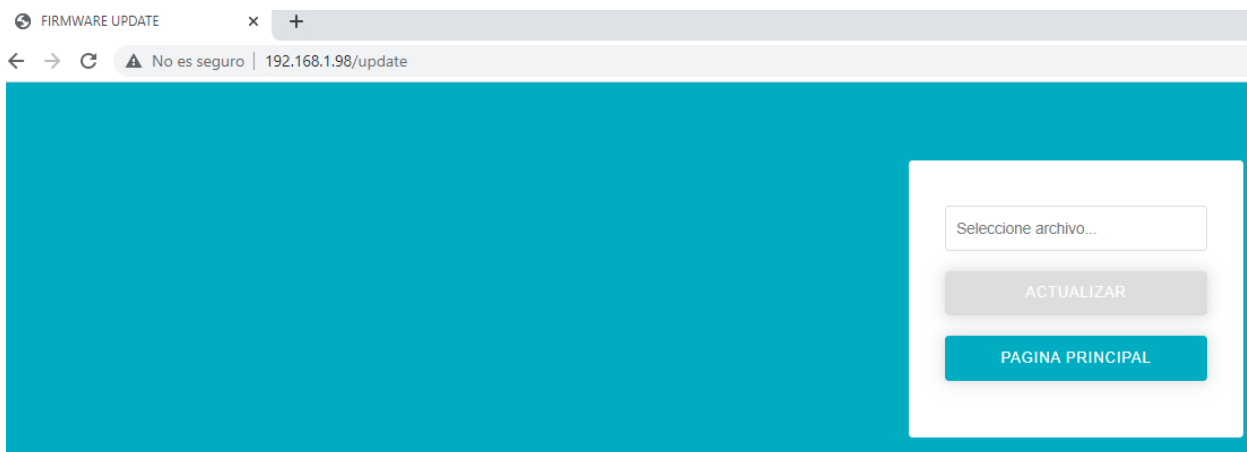 FIRMWARE UPDATE
No es seguro | 192.168.1.98/update
Seleccione archivo...
ACTUALIZAR
PAGINA PRINCIPAL